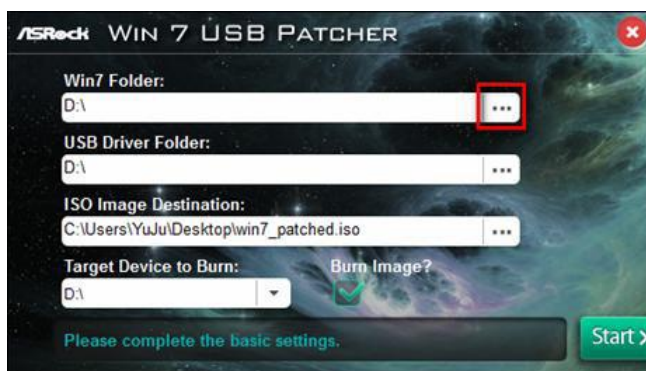 ASRock WIN 7 USB PATCHER
Win7 Folder:
D:\
USB Driver Folder:
D:\
ISO Image Destination:
C:\Users\YuJu\Desktop\win7_patched.iso
Target Device to Burn: Burn Image?
D:\
Please complete the basic settings.
Start